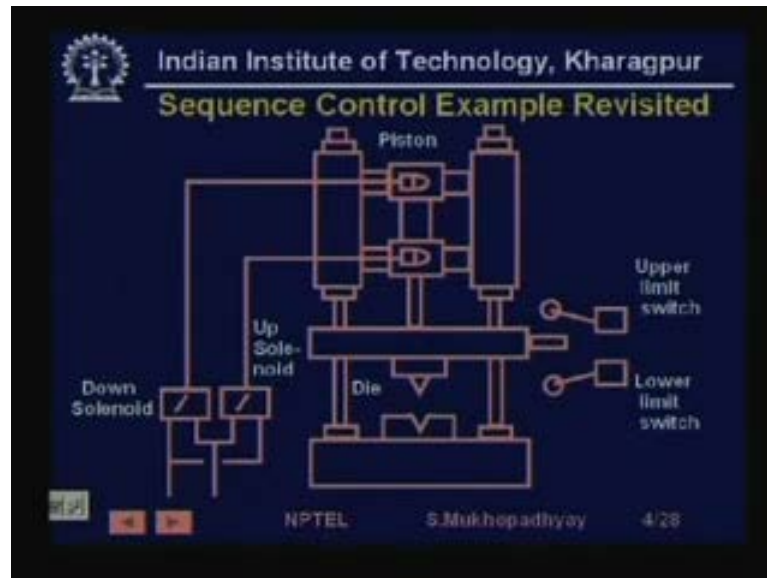 Indian Institute of Technology, Kharagpur
Sequence Control Example Revisited
Piston
Upper
limit
switch
Up
Sole-
noid
Down
Solenoid
Die
Lower
limit
switch
NPTEL
S.Mukhopadhyay
4/28